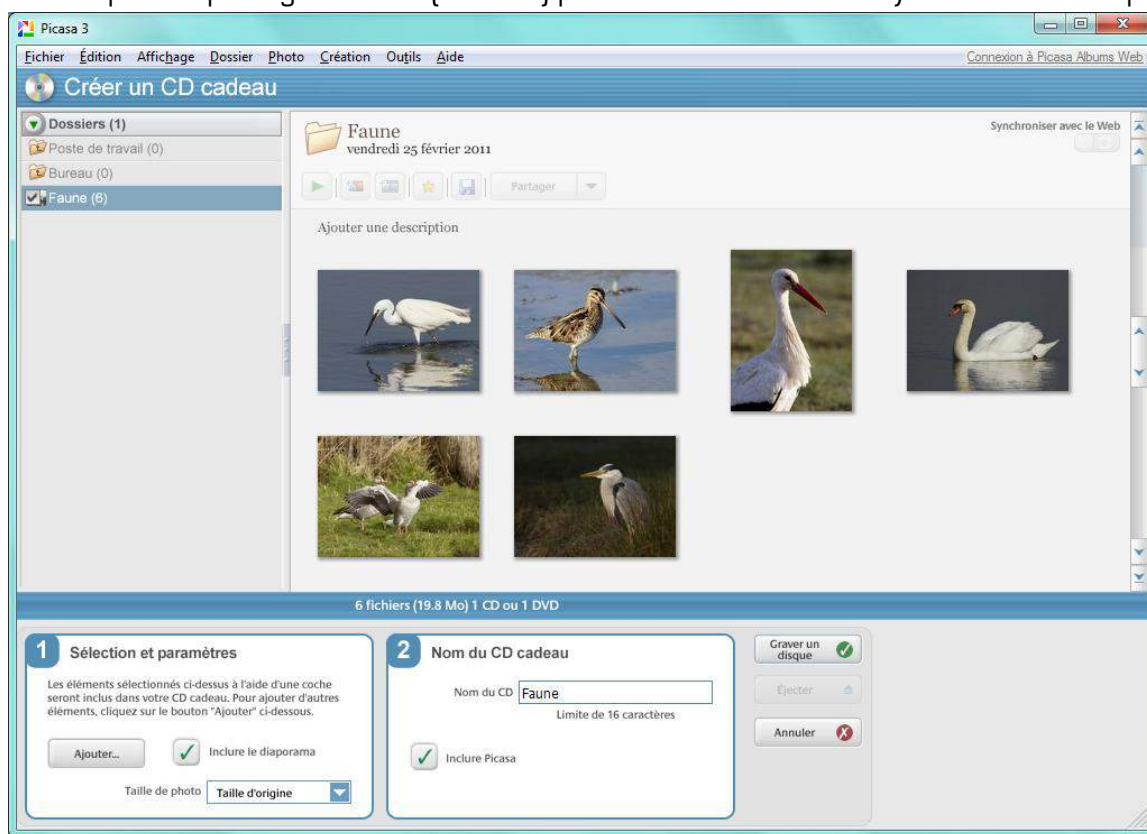 Picasa 3
Fichier Édition Affichage Dossier Photo Création Outils Aide
Connexion à Picasa Albums Web
Créer un CD cadeau
Dossiers (1)
Poste de travail (0)
Bureau (0)
Faune (6)
Faune
vendredi 25 février 2011
Synchroniser avec le Web
Partager
Ajouter une description
6 fichiers (19.8 Mo) 1 CD ou 1 DVD
1 Sélection et paramètres
Les éléments sélectionnés ci-dessus à l'aide d'une coche
seront inclus dans votre CD cadeau. Pour ajouter d'autres
éléments, cliquez sur le bouton "Ajouter" ci-dessous.
Ajouter...
Inclure le diaporama
Taille de photo Taille d'origine
2 Nom du CD cadeau
Nom du CD Faune
Limite de 16 caractères
Inclure Picasa
Graver un
disque
Éjecter
Annuler